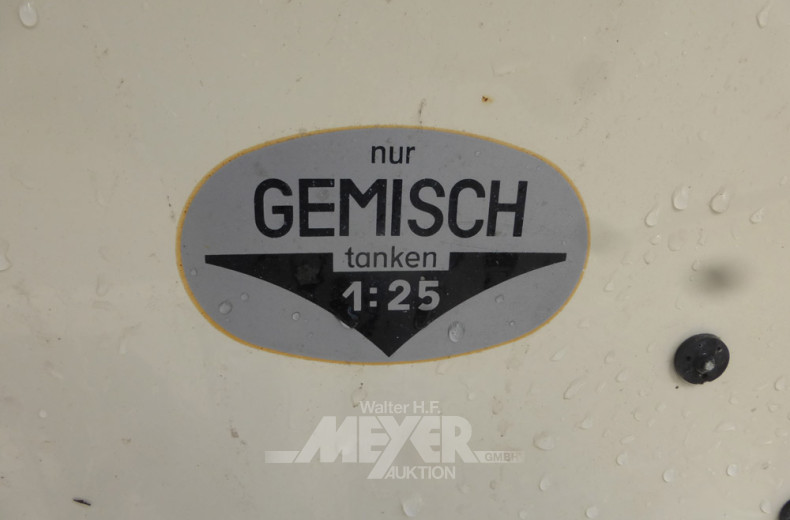 nur
GEMISCH
tanken
1:25
Walter H.F.
MEYER
GMBH
AUKTION